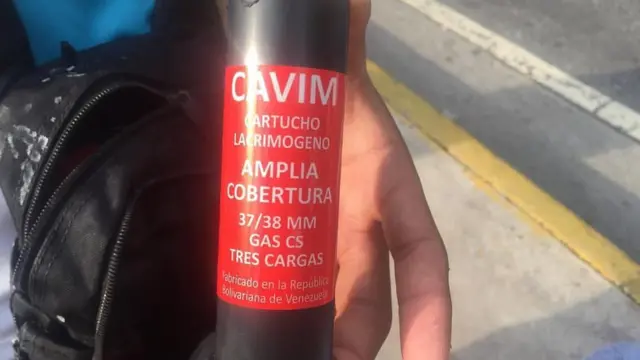 CAVIM
CARTUCHO
LACRIMOGENO
AMPLIA
COBERTURA
37/38 MM
GAS CS
TRES CARGAS
Fabricado en la República
Bolivariana de Venezuela